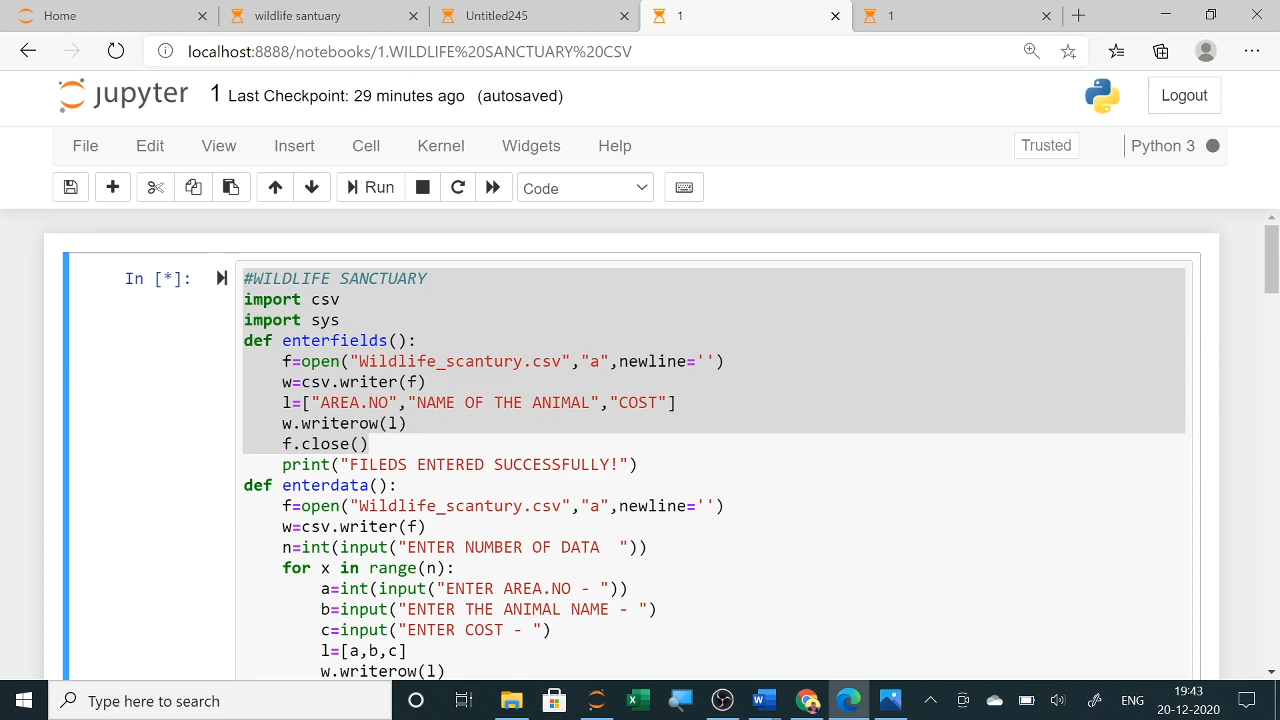 Home
wildlife santuary
Untitled245
1
1
localhost:8888/notebooks/1.WILDLIFE%20SANCTUARY%20CSV
jupyter 1 Last Checkpoint: 29 minutes ago (autosaved)
Logout
File Edit View Insert Cell Kernel Widgets Help
Trusted
Python 3
Run
Code
In [*]:
#WILDLIFE SANCTUARY
import csv
import sys
def enterfields():
    f=open("Wildlife_scantury.csv","a",newline='')
    w=csv.writer(f)
    l=["AREA.NO","NAME OF THE ANIMAL","COST"]
    w.writerow(l)
    f.close()
    print("FILEDS ENTERED SUCCESSFULLY!")
def enterdata():
    f=open("Wildlife_scantury.csv","a",newline='')
    w=csv.writer(f)
    n=int(input("ENTER NUMBER OF DATA  "))
    for x in range(n):
        a=int(input("ENTER AREA.NO - "))
        b=input("ENTER THE ANIMAL NAME - ")
        c=input("ENTER COST - ")
        l=[a,b,c]
        w.writerow(l)
Type here to search
ENG
19:43
20-12-2020